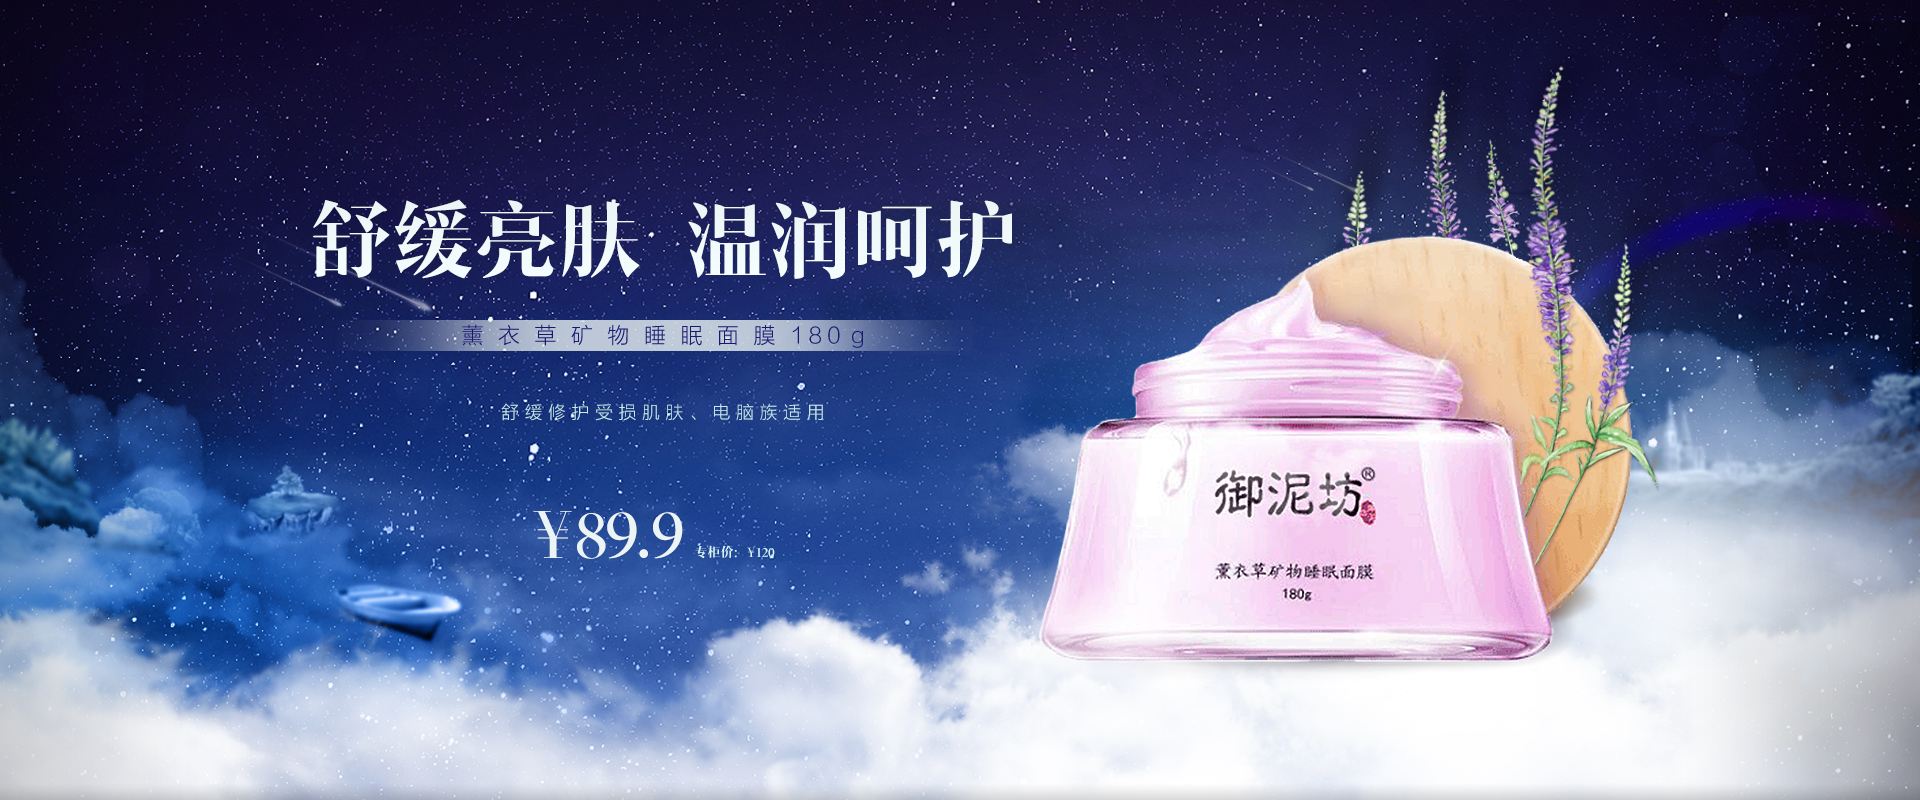 舒缓亮肤 温润呵护
薰衣草矿物睡眠面膜180g
舒缓修护受损肌肤、电脑族适用
¥89.9 专柜价：¥120
御泥坊®
薰衣草矿物睡眠面膜
180g